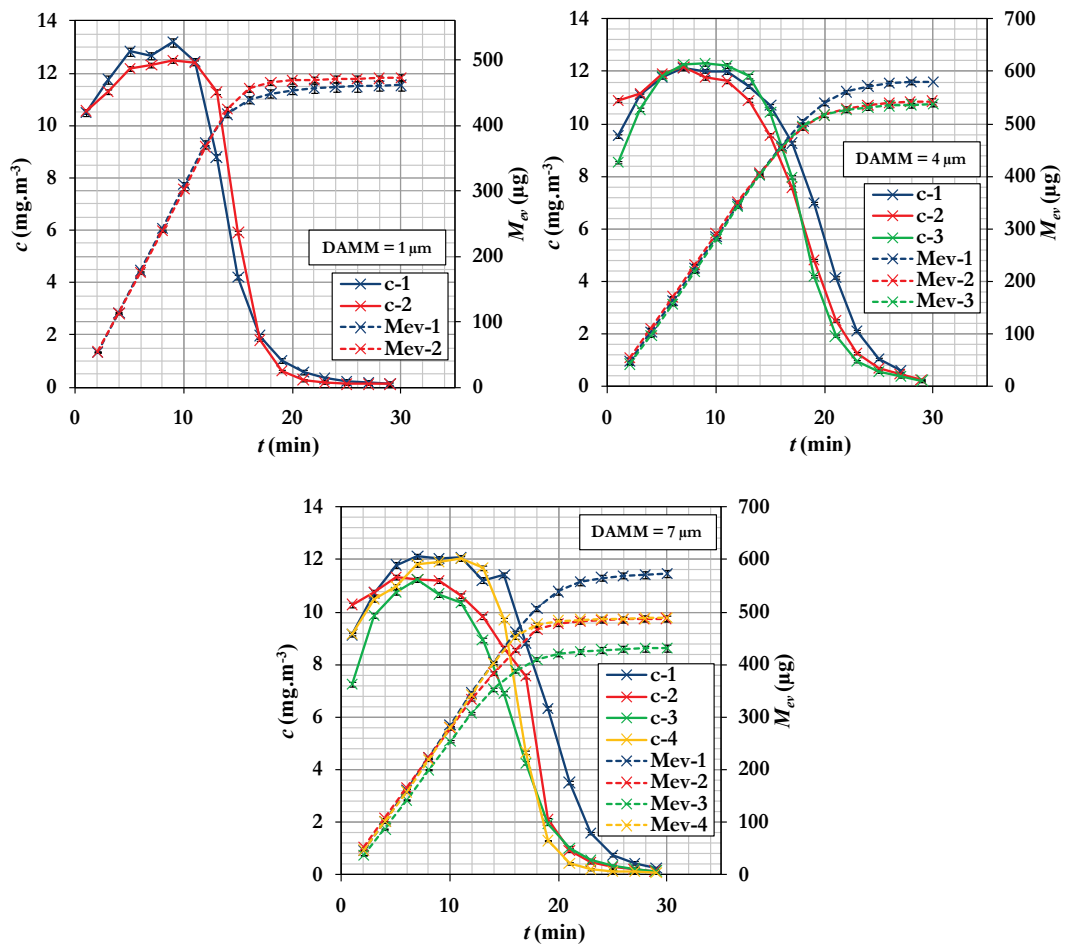 14
12
10
8
6
4
2
0
c (mg.m-3)
500
400
300
200
100
0
Mev (µg)
DAMM = 1 µm
c-1
c-2
Mev-1
Mev-2
0 10 20 30 40
t (min)
14
12
10
8
6
4
2
0
c (mg.m-3)
700
600
500
400
300
200
100
0
Mev (µg)
DAMM = 4 µm
c-1
c-2
c-3
Mev-1
Mev-2
Mev-3
0 10 20 30 40
t (min)
14
12
10
8
6
4
2
0
c (mg.m-3)
700
600
500
400
300
200
100
0
Mev (µg)
DAMM = 7 µm
c-1
c-2
c-3
c-4
Mev-1
Mev-2
Mev-3
Mev-4
0 10 20 30 40
t (min)